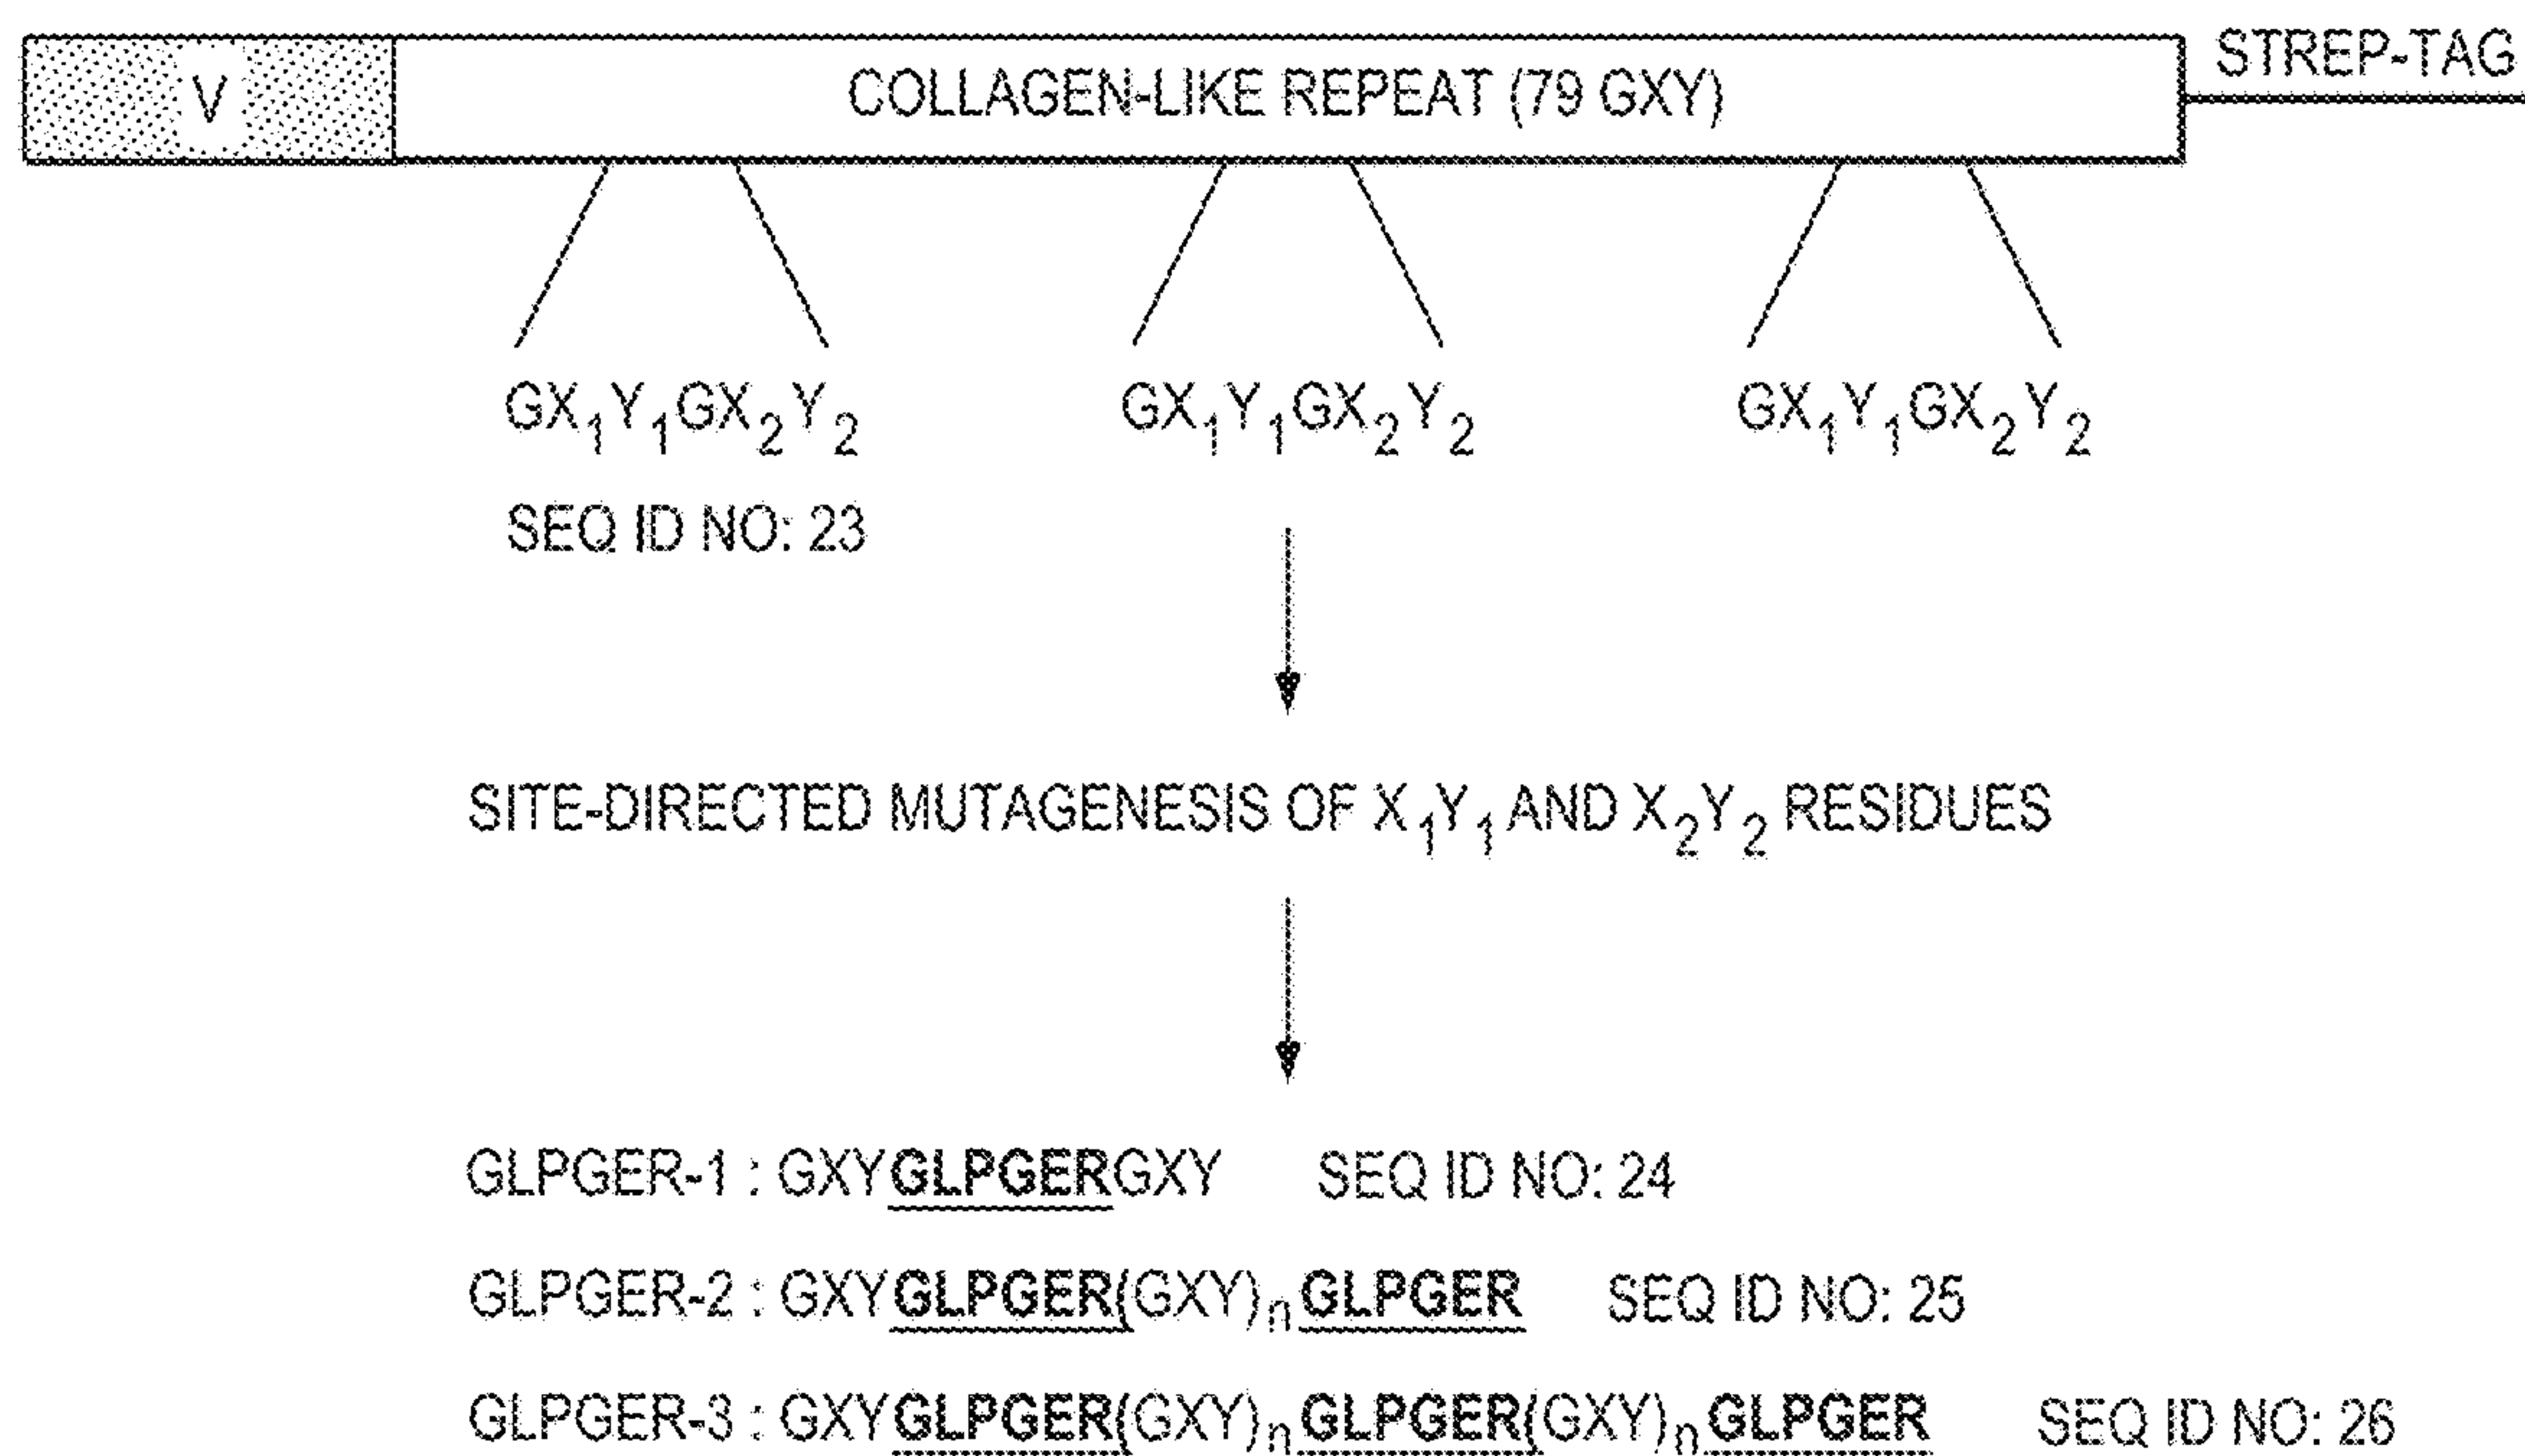 V COLLAGEN-LIKE REPEAT (79 GXY) STREP-TAG
GX₁Y₁GX₂Y₂ GX₁Y₁GX₂Y₂ GX₁Y₁GX₂Y₂
SEQ ID NO: 23
SITE-DIRECTED MUTAGENESIS OF X₁Y₁ AND X₂Y₂ RESIDUES
GLPGER-1 : GXYGLPGERGXY SEQ ID NO: 24
GLPGER-2 : GXYGLPGER(GXY)ₙGLPGER SEQ ID NO: 25
GLPGER-3 : GXYGLPGER(GXY)ₙGLPGER(GXY)ₙGLPGER SEQ ID NO: 26